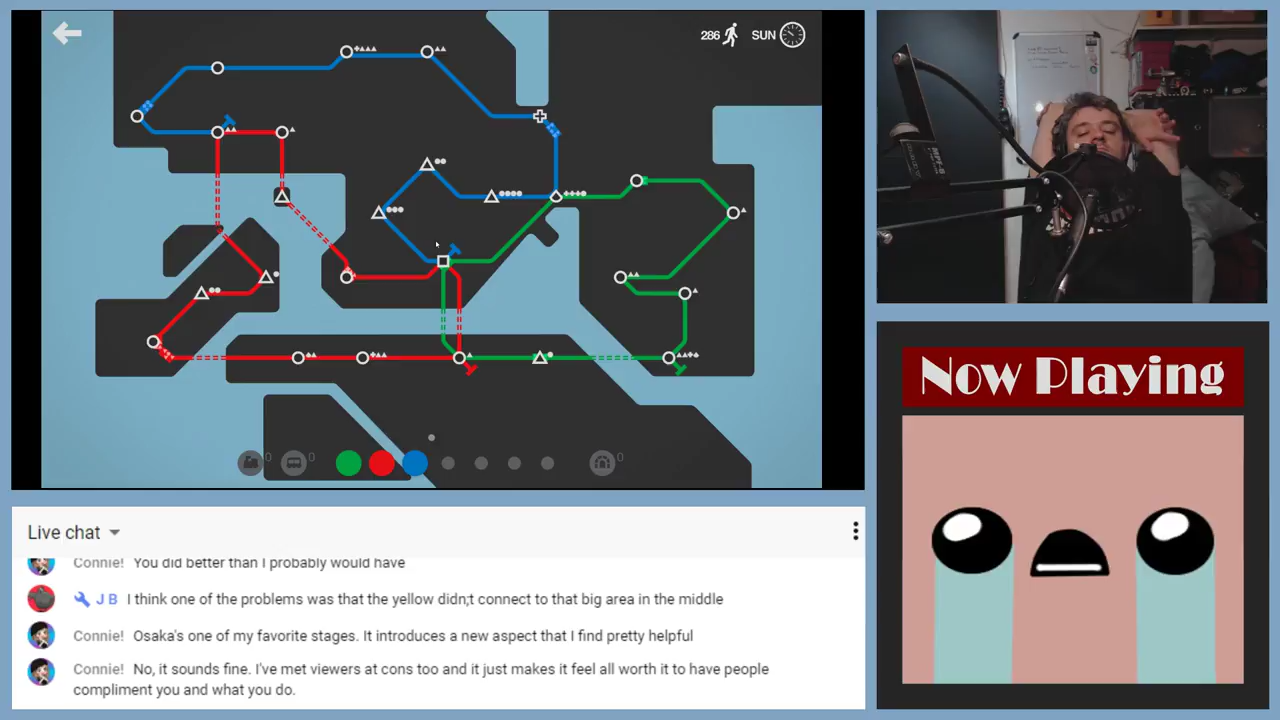 286 SUN
0 0 0
Now Playing
Live chat
Connie! You did better than I probably would have
J B I think one of the problems was that the yellow didn;t connect to that big area in the middle
Connie! Osaka's one of my favorite stages. It introduces a new aspect that I find pretty helpful
Connie! No, it sounds fine. I've met viewers at cons too and it just makes it feel all worth it to have people
compliment you and what you do.